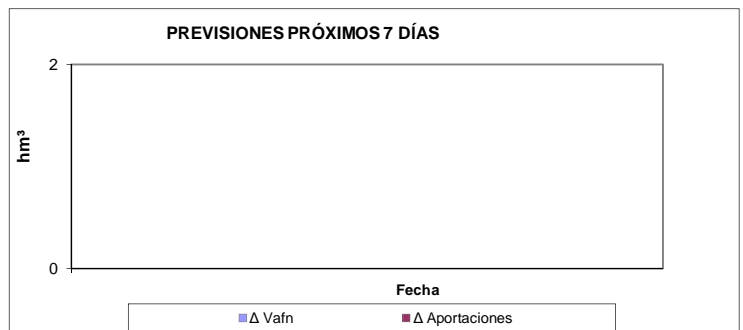 PREVISIONES PRÓXIMOS 7 DÍAS
2
hm³
0
Fecha
Δ Vafn Δ Aportaciones